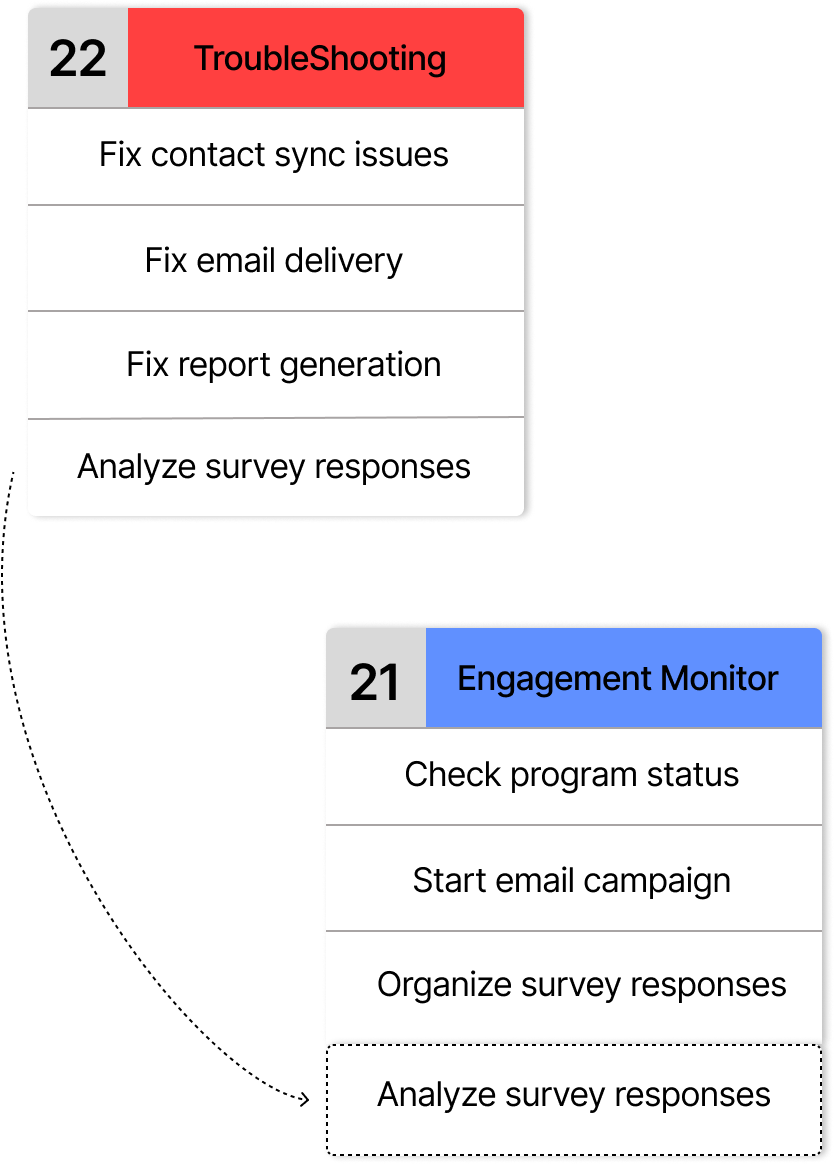 22
TroubleShooting
Fix contact sync issues
Fix email delivery
Fix report generation
Analyze survey responses
21
Engagement Monitor
Check program status
Start email campaign
Organize survey responses
Analyze survey responses